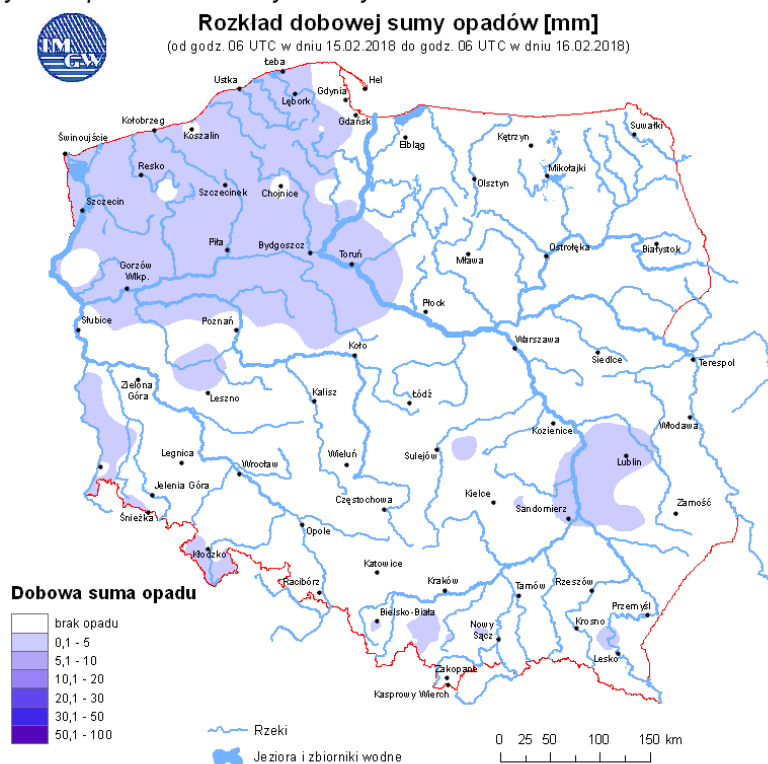 Rozkład dobowej sumy opadów [mm]
(od godz. 06 UTC w dniu 15.02.2018 do godz. 06 UTC w dniu 16.02.2018)
IM
GW
Łeba
Ustka
Hel
Lębork
Gdynia
Gdańsk
Kołobrzeg
Koszalin
Suwałki
Świnoujście
Elbląg
Kętrzyn
Resko
Mikołajki
Szczecinek
Chojnice
Olsztyn
Szczecin
Piła
Bydgoszcz
Toruń
Mława
Ostrołęka
Białystok
Gorzów
Wlkp.
Płock
Słubice
Poznań
Koło
Warszawa
Siedlce
Terespol
Zielona
Góra
Leszno
Kalisz
Łódź
Kozienice
Włodawa
Legnica
Wrocław
Wieluń
Sulejów
Lublin
Jelenia Góra
Częstochowa
Kielce
Sandomierz
Zamość
Śnieżka
Opole
Kłodzko
Katowice
Racibórz
Kraków
Tarnów
Rzeszów
Przemyśl
Bielsko-Biała
Nowy
Sącz
Krosno
Lesko
Zakopane
Kasprowy Wierch
Dobowa suma opadu
brak opadu
0,1 - 5
5,1 - 10
10,1 - 20
20,1 - 30
30,1 - 50
50,1 - 100
Rzeki
Jeziora i zbiorniki wodne
0 25 50 100 150 km